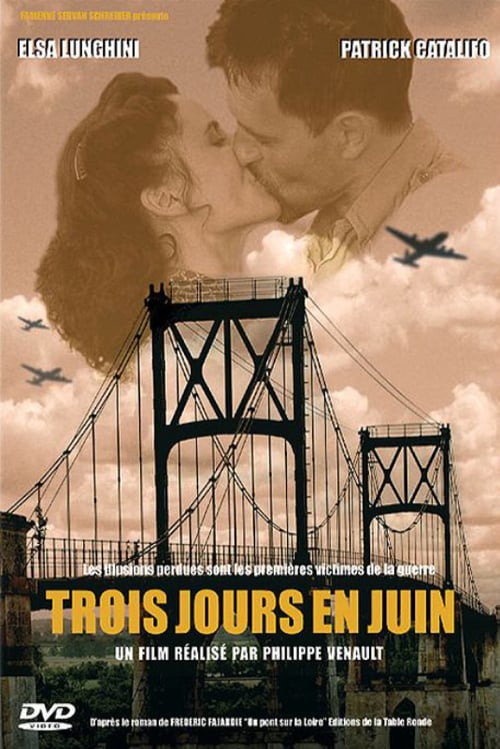 FABIENNE SERVAN SCHREIBER présente
ELSA LUNGHINI PATRICK CATALIFO
Les illusions perdues sont les premières victimes de la guerre
TROIS JOURS EN JUIN
UN FILM RÉALISÉ PAR PHILIPPE VENAULT
DVD
VIDEO
D'après le roman de FREDERIC FAJARDIE "Un pont sur la Loire" Editions de la Table Ronde